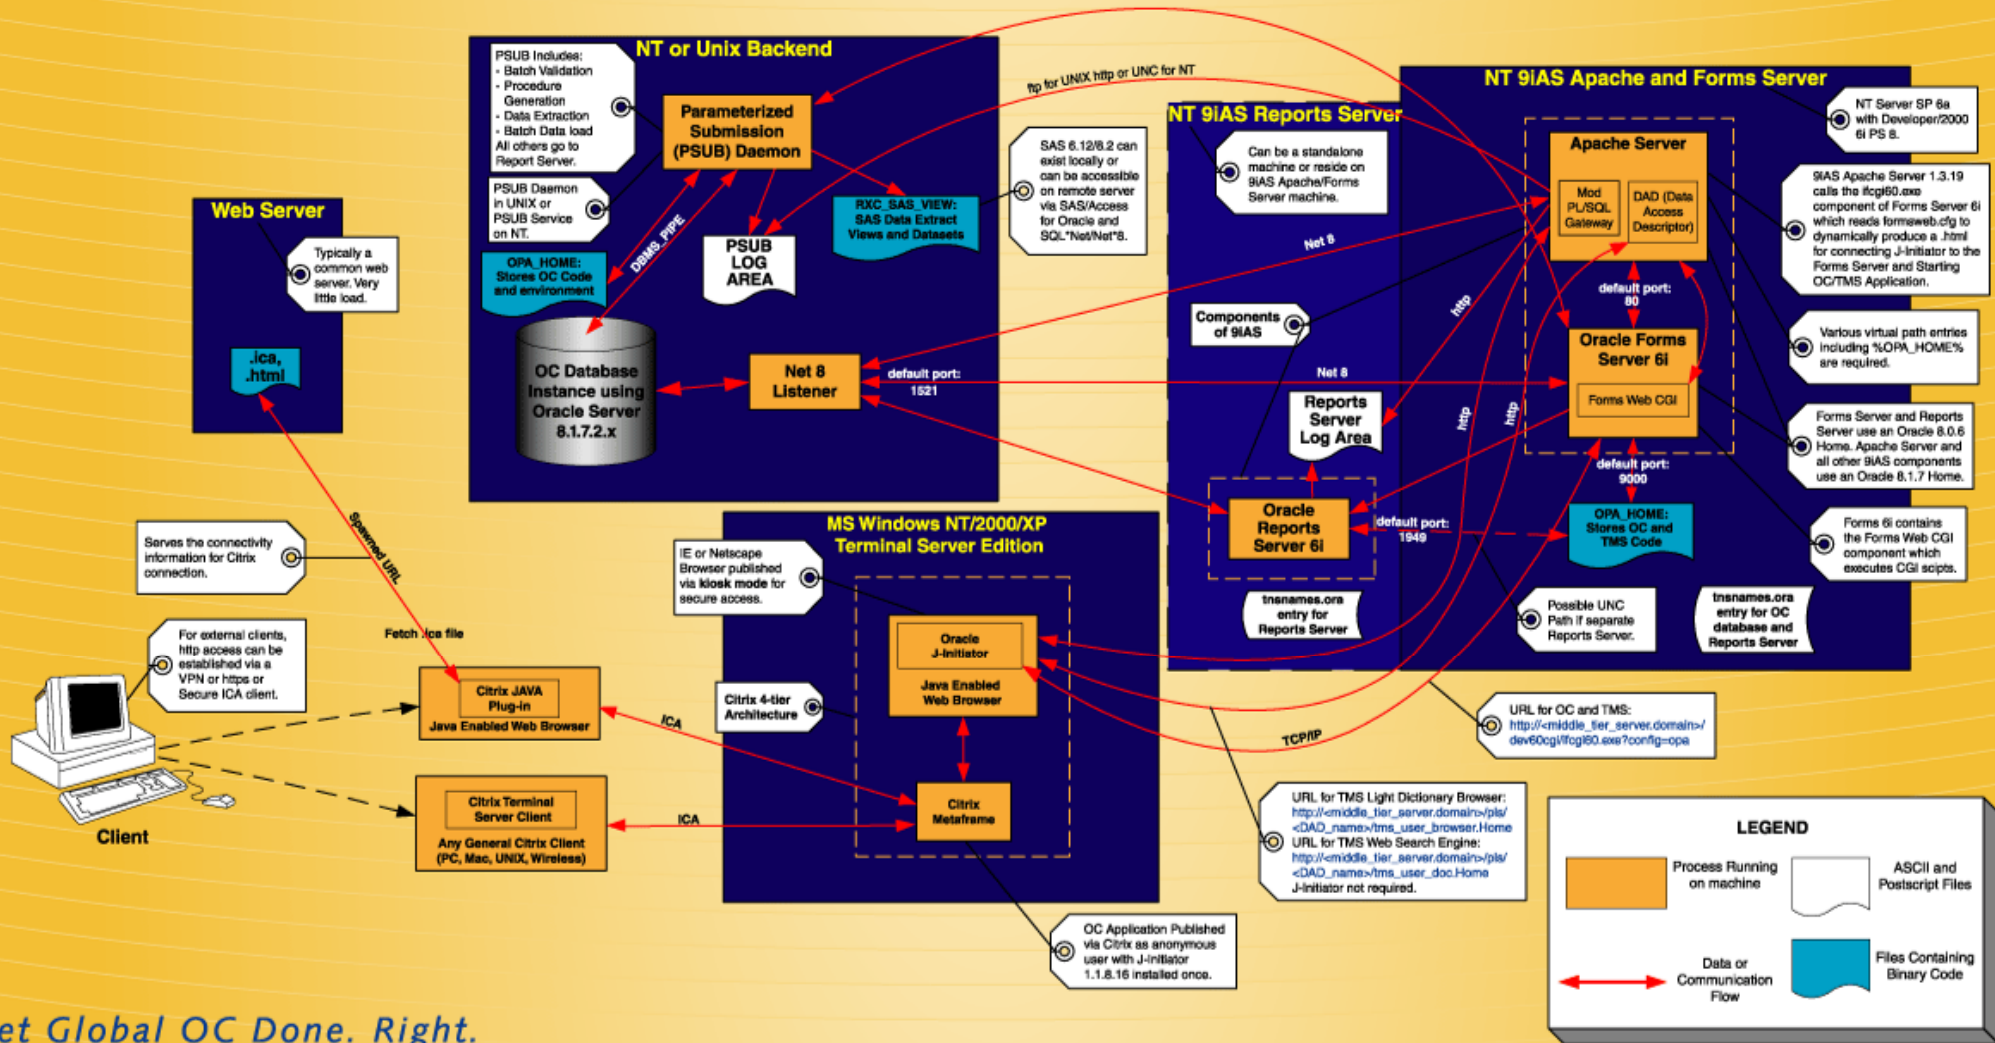 NT or Unix Backend
PSUB Includes:
- Batch Validation
- Procedure
Generation
- Data Extraction
- Batch Data load
All others go to
Report Server.
Parameterized
Submission
(PSUB) Daemon
PSUB Daemon
in UNIX or
PSUB Service
on NT.
OPA_HOME:
Stores OC Code
and environment
DBMS_PIPE
PSUB
LOG
AREA
RXC_SAS_VIEW:
SAS Data Extract
Views and Datasets
SAS 6.12/8.2 can
exist locally or
can be accessible
on remote server
via SAS/Access
for Oracle and
SQL*Net/Net*8.
OC Database
Instance using
Oracle Server
8.1.7.2.x
Net 8
Listener
default port:
1521
ftp for UNIX http or UNC for NT
Web Server
Typically a
common web
server. Very
little load.
.ica,
.html
Spawned URL
Serves the connectivity
information for Citrix
connection.
Fetch .ica file
For external clients,
http access can be
established via a
VPN or https or
Secure ICA client.
Client
Citrix JAVA
Plug-in
Java Enabled Web Browser
Citrix Terminal
Server Client
Any General Citrix Client
(PC, Mac, UNIX, Wireless)
ICA
ICA
MS Windows NT/2000/XP
Terminal Server Edition
IE or Netscape
Browser published
via kiosk mode for
secure access.
Oracle
J-Initiator
Java Enabled
Web Browser
Citrix 4-tier
Architecture
Citrix
Metaframe
OC Application Published
via Citrix as anonymous
user with J-Initiator
1.1.8.16 installed once.
NT 9iAS Reports Server
Can be a standalone
machine or reside on
9iAS Apache/Forms
Server machine.
Net 8
Components
of 9iAS
Net 8
http
Reports
Server
Log Area
Oracle
Reports
Server 6i
default port:
1949
tnsnames.ora
entry for
Reports Server
http
http
TCP/IP
NT 9iAS Apache and Forms Server
NT Server SP 6a
with Developer/2000
6i PS 8.
Apache Server
Mod
PL/SQL
Gateway
DAD (Data
Access
Descriptor)
9iAS Apache Server 1.3.19
calls the ifcgi60.exe
component of Forms Server 6i
which reads formsweb.cfg to
dynamically produce a .html
for connecting J-Initiator to the
Forms Server and Starting
OC/TMS Application.
default port:
80
Oracle Forms
Server 6i
Forms Web CGI
Various virtual path entries
including %OPA_HOME%
are required.
Forms Server and Reports
Server use an Oracle 8.0.6
Home. Apache Server and
all other 9iAS components
use an Oracle 8.1.7 Home.
default port:
9000
OPA_HOME:
Stores OC and
TMS Code
Forms 6i contains
the Forms Web CGI
component which
executes CGI scipts.
Possible UNC
Path if separate
Reports Server.
tnsnames.ora
entry for OC
database and
Reports Server
URL for OC and TMS:
http://<middle_tier_server.domain>/
dev60cgi/ifcgi60.exe?config=opa
URL for TMS Light Dictionary Browser:
http://<middle_tier_server.domain>/pls/
<DAD_name>/tms_user_browser.Home
URL for TMS Web Search Engine:
http://<middle_tier_server.domain>/pls/
<DAD_name>/tms_user_doc.Home
J-Initiator not required.
LEGEND
Process Running
on machine
ASCII and
Postscript Files
Data or
Communication
Flow
Files Containing
Binary Code
et Global OC Done. Right.